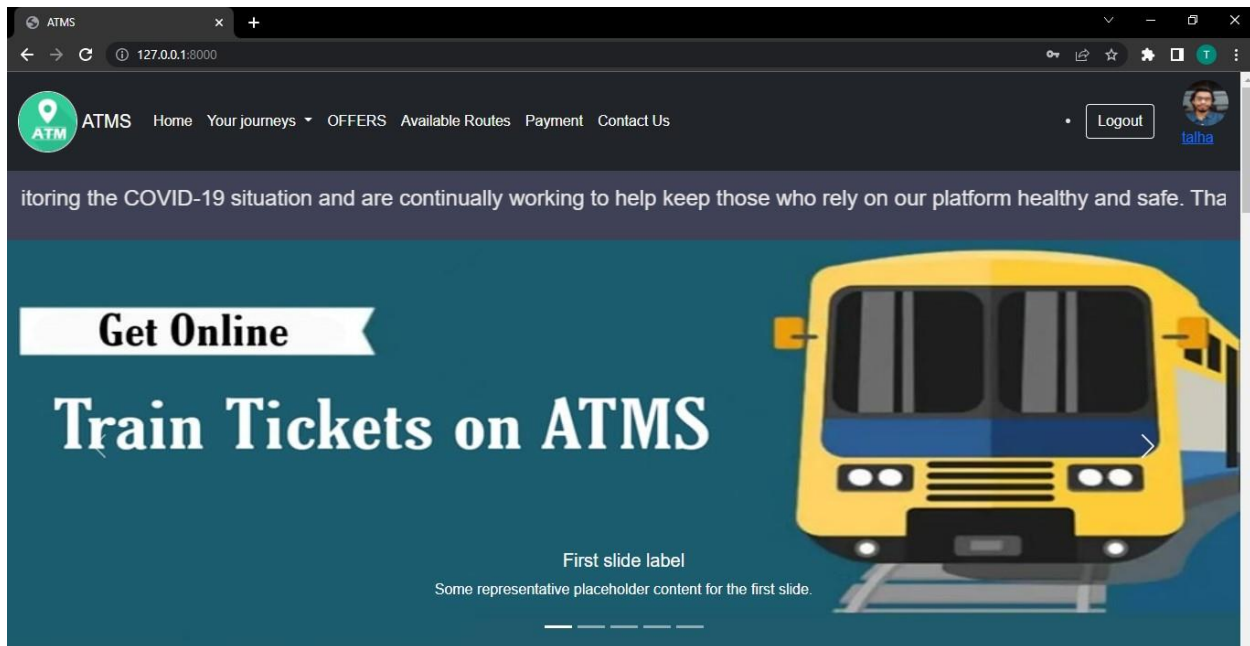 ATMS
127.0.0.1:8000
T
ATM
ATMS Home Your journeys OFFERS Available Routes Payment Contact Us
Logout
talha
itoring the COVID-19 situation and are continually working to help keep those who rely on our platform healthy and safe. Tha
Get Online
Train Tickets on ATMS
First slide label
Some representative placeholder content for the first slide.